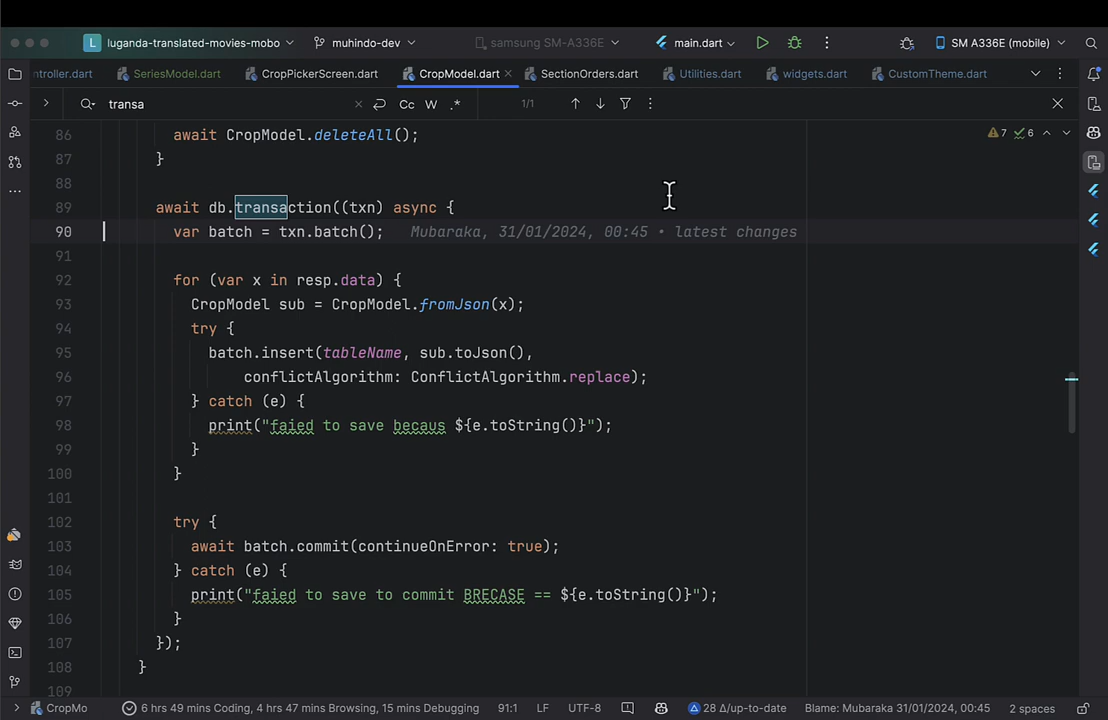 L luganda-translated-movies-mobo muhindo-dev samsung SM-A336E main.dart SM A336E (mobile)
ntroller.dart SeriesModel.dart CropPickerScreen.dart CropModel.dart SectionOrders.dart Utilities.dart widgets.dart CustomTheme.dart
transa Cc W .* 1/1
86 await CropModel.deleteAll(); 7 6
87 }
88
89 await db.transaction((txn) async {
90 var batch = txn.batch(); Mubaraka, 31/01/2024, 00:45 • latest changes
91
92 for (var x in resp.data) {
93 CropModel sub = CropModel.fromJson(x);
94 try {
95 batch.insert(tableName, sub.toJson(),
96 conflictAlgorithm: ConflictAlgorithm.replace);
97 } catch (e) {
98 print("faied to save becaus ${e.toString()}");
99 }
100 }
101
102 try {
103 await batch.commit(continueOnError: true);
104 } catch (e) {
105 print("faied to save to commit BRECASE == ${e.toString()}");
106 }
107 });
108 }
109
CropMo 6 hrs 49 mins Coding, 4 hrs 47 mins Browsing, 15 mins Debugging 91:1 LF UTF-8 28 Δ/up-to-date Blame: Mubaraka 31/01/2024, 00:45 2 spaces